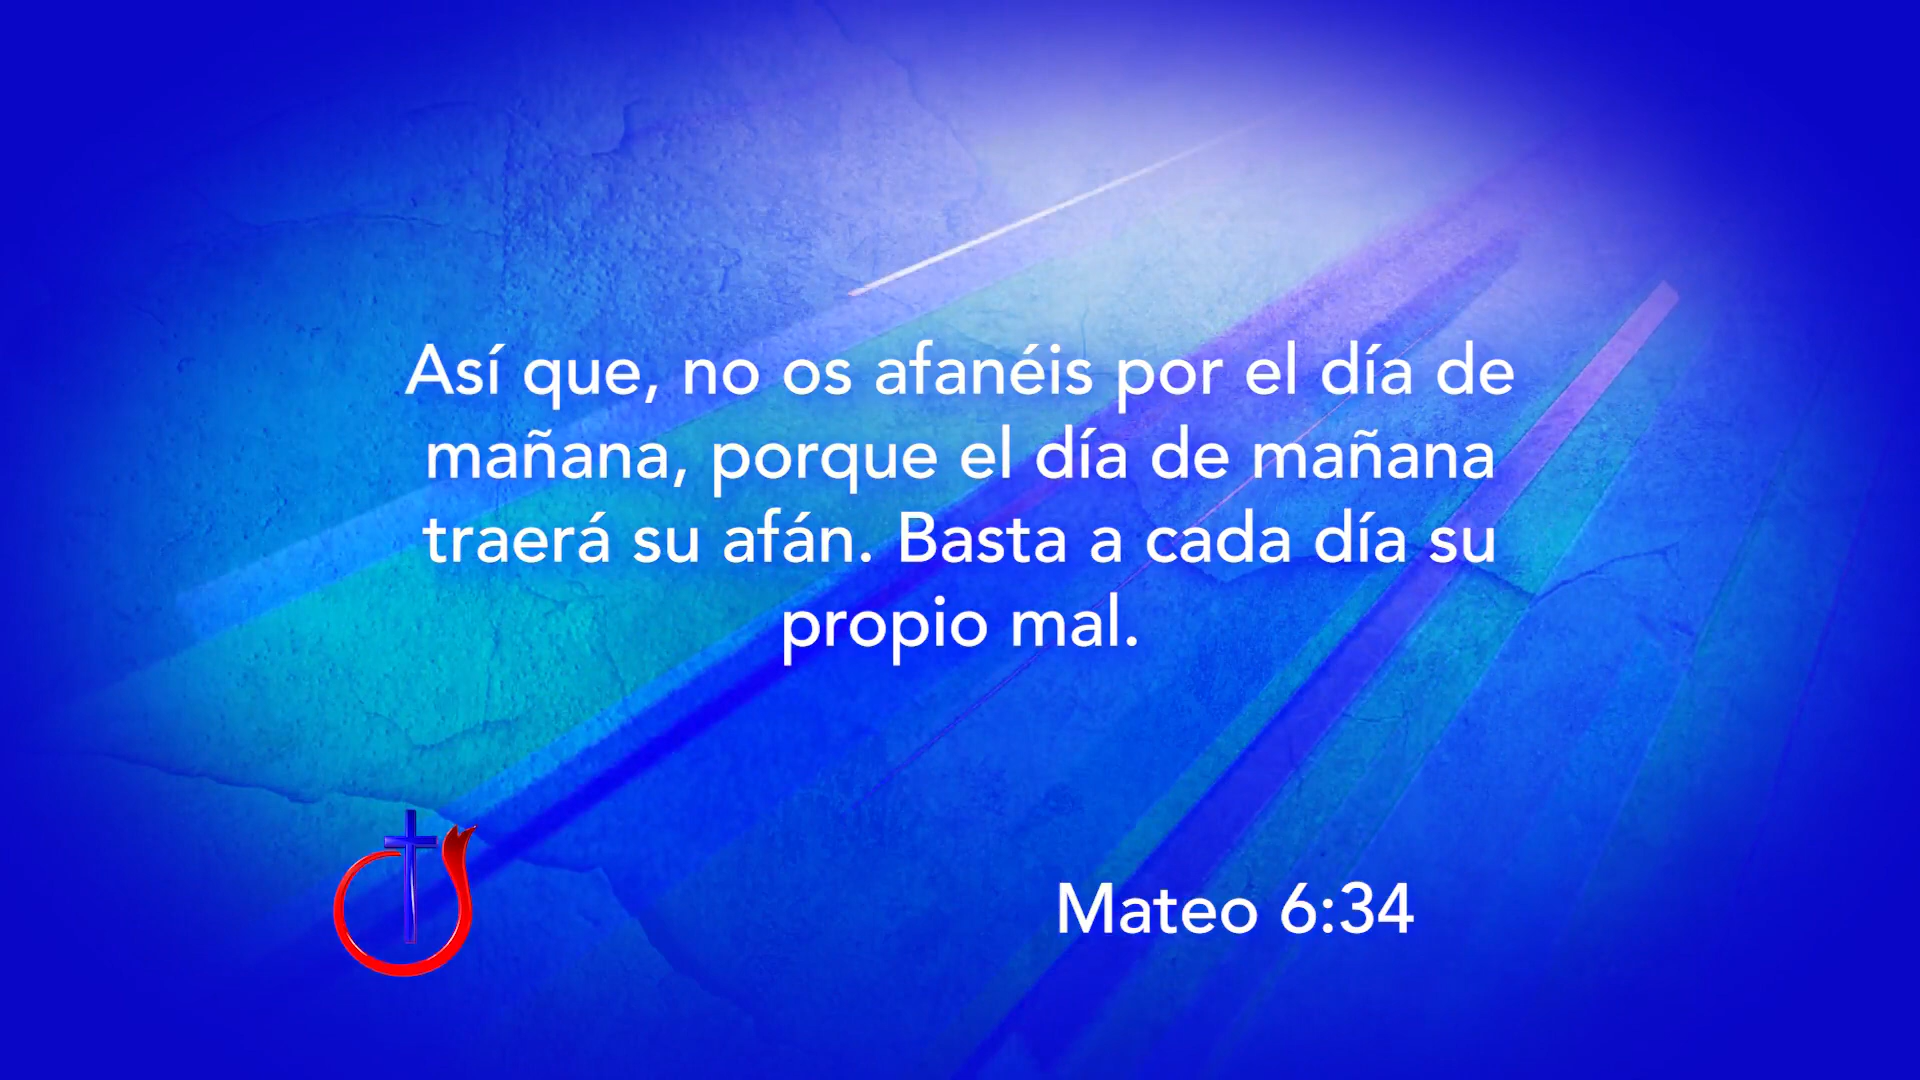 Así que, no os afanéis por el día de
mañana, porque el día de mañana
traerá su afán. Basta a cada día su
propio mal.
Mateo 6:34